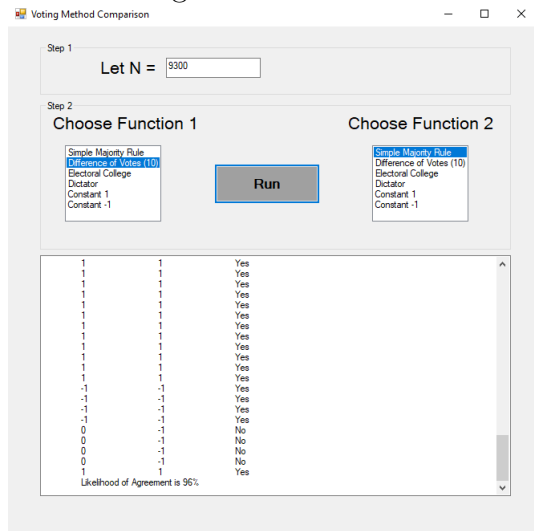 Voting Method Comparison
Step 1
Let N = 9300
Step 2
Choose Function 1 Choose Function 2
Simple Majority Rule
Difference of Votes (10)
Electoral College
Dictator
Constant 1
Constant -1
Run
Simple Majority Rule
Difference of Votes (10)
Electoral College
Dictator
Constant 1
Constant -1
1 1 Yes
1 1 Yes
1 1 Yes
1 1 Yes
1 1 Yes
1 1 Yes
1 1 Yes
1 1 Yes
1 1 Yes
1 1 Yes
1 1 Yes
1 1 Yes
-1 -1 Yes
-1 -1 Yes
-1 -1 Yes
-1 -1 Yes
0 -1 No
0 -1 No
0 -1 No
0 -1 No
1 1 Yes
Likelihood of Agreement is 96%